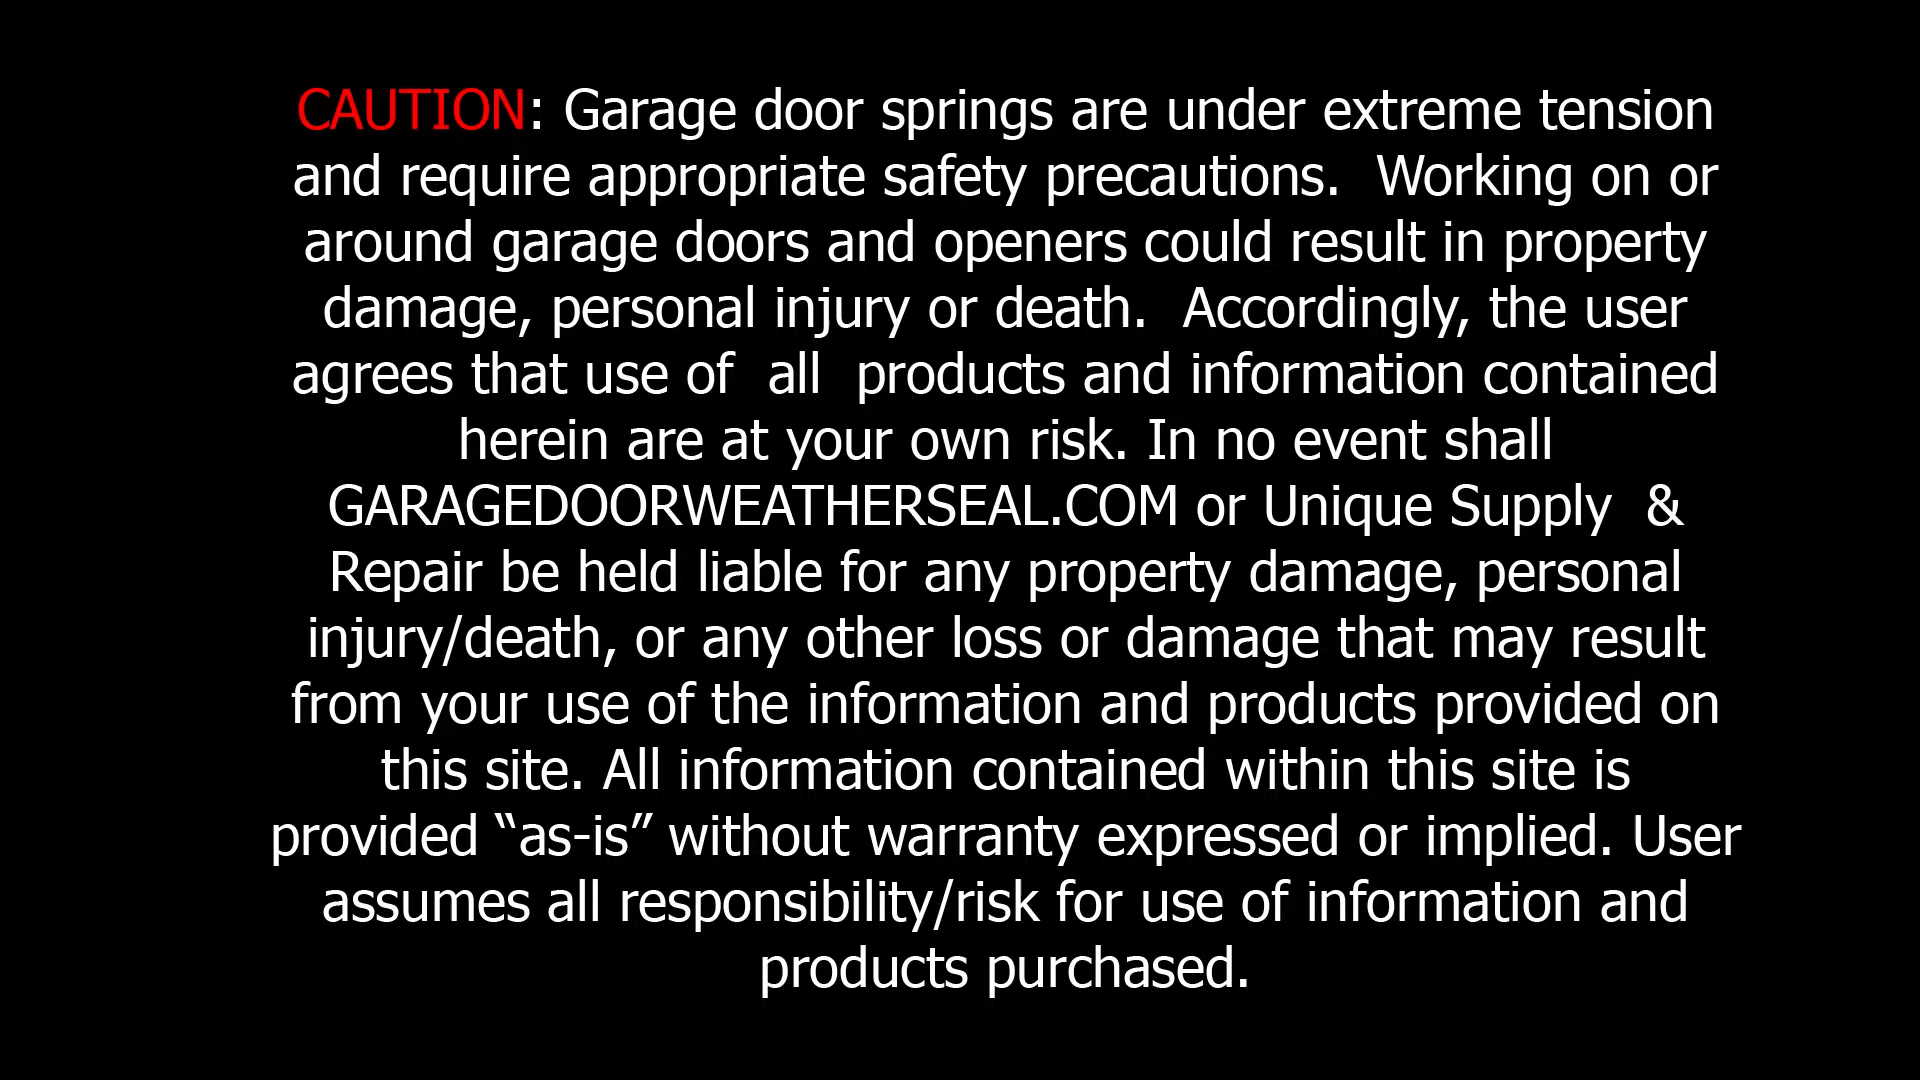 CAUTION: Garage door springs are under extreme tension
and require appropriate safety precautions.  Working on or
around garage doors and openers could result in property
damage, personal injury or death.  Accordingly, the user
agrees that use of  all  products and information contained
herein are at your own risk. In no event shall
GARAGEDOORWEATHERSEAL.COM or Unique Supply  &
Repair be held liable for any property damage, personal
injury/death, or any other loss or damage that may result
from your use of the information and products provided on
this site. All information contained within this site is
provided “as-is” without warranty expressed or implied. User
assumes all responsibility/risk for use of information and
products purchased.